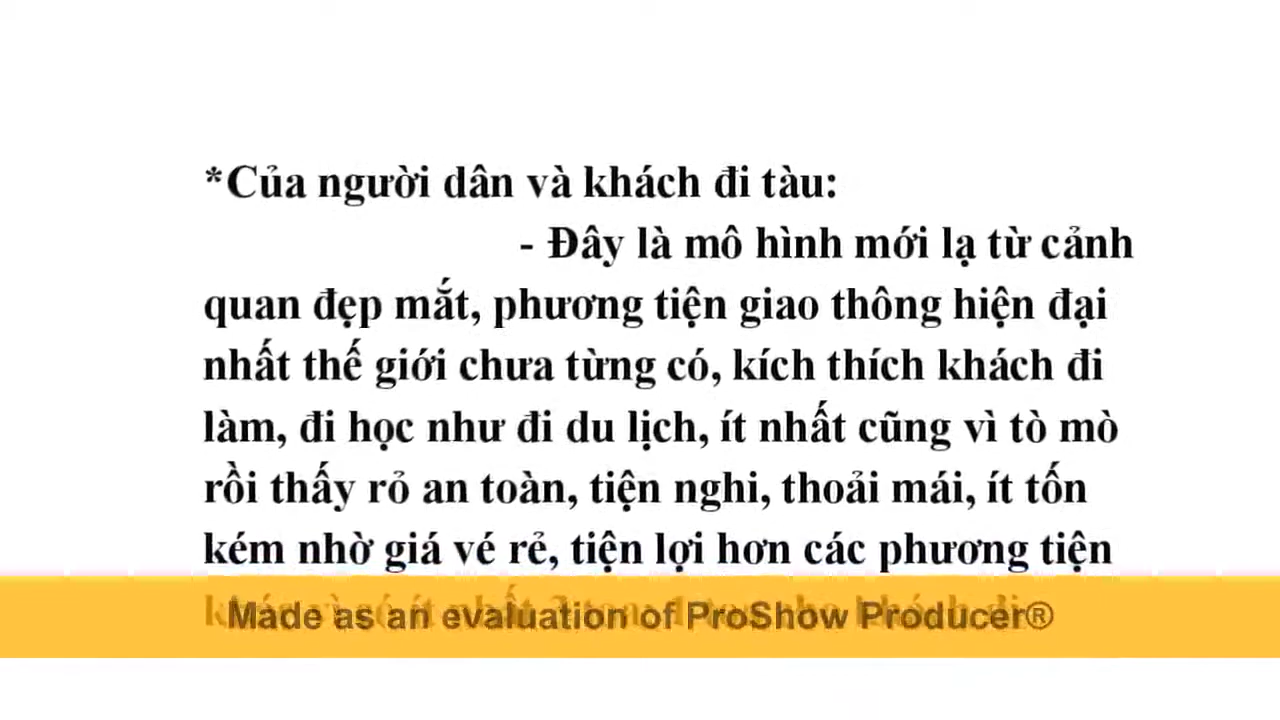 *Của người dân và khách đi tàu:
- Đây là mô hình mới lạ từ cảnh
quan đẹp mắt, phương tiện giao thông hiện đại
nhất thế giới chưa từng có, kích thích khách đi
làm, đi học như đi du lịch, ít nhất cũng vì tò mò
rồi thấy rỏ an toàn, tiện nghi, thoải mái, ít tốn
kém nhờ giá vé rẻ, tiện lợi hơn các phương tiện
Made as an evaluation of ProShow Producer®